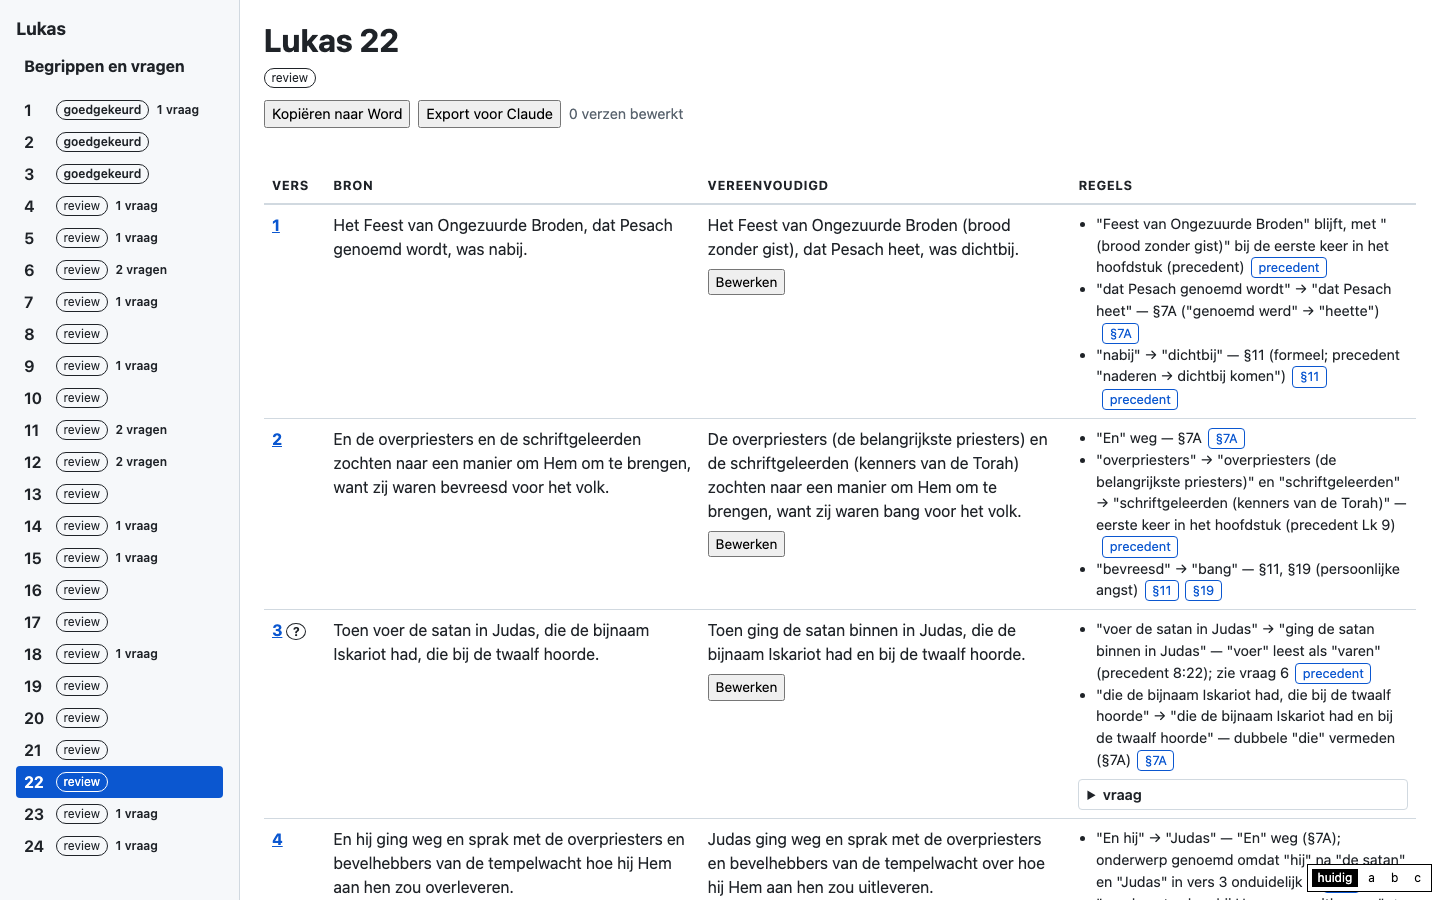 Lukas
Begrippen en vragen
1 goedgekeurd 1 vraag
2 goedgekeurd
3 goedgekeurd
4 review 1 vraag
5 review 1 vraag
6 review 2 vragen
7 review 1 vraag
8 review
9 review 1 vraag
10 review
11 review 2 vragen
12 review 2 vragen
13 review
14 review 1 vraag
15 review 1 vraag
16 review
17 review
18 review 1 vraag
19 review
20 review
21 review
22 review
23 review 1 vraag
24 review 1 vraag
Lukas 22
review
Kopiëren naar Word Export voor Claude 0 verzen bewerkt
VERS BRON VEREENVOUDIGD REGELS
1
Het Feest van Ongezuurde Broden, dat Pesach
genoemd wordt, was nabij.
Het Feest van Ongezuurde Broden (brood
zonder gist), dat Pesach heet, was dichtbij.
Bewerken
• "Feest van Ongezuurde Broden" blijft, met "
(brood zonder gist)" bij de eerste keer in het
hoofdstuk (precedent) precedent
• "dat Pesach genoemd wordt" → "dat Pesach
heet" — §7A ("genoemd werd" → "heette")
§7A
• "nabij" → "dichtbij" — §11 (formeel; precedent
"naderen → dichtbij komen") §11
precedent
2
En de overpriesters en de schriftgeleerden
zochten naar een manier om Hem om te brengen,
want zij waren bevreesd voor het volk.
De overpriesters (de belangrijkste priesters) en
de schriftgeleerden (kenners van de Torah)
zochten naar een manier om Hem om te
brengen, want zij waren bang voor het volk.
Bewerken
• "En" weg — §7A §7A
• "overpriesters" → "overpriesters (de
belangrijkste priesters)" en "schriftgeleerden"
→ "schriftgeleerden (kenners van de Torah)" —
eerste keer in het hoofdstuk (precedent Lk 9)
precedent
• "bevreesd" → "bang" — §11, §19 (persoonlijke
angst) §11 §19
3 ?
Toen voer de satan in Judas, die de bijnaam
Iskariot had, die bij de twaalf hoorde.
Toen ging de satan binnen in Judas, die de
bijnaam Iskariot had en bij de twaalf hoorde.
Bewerken
• "voer de satan in Judas" → "ging de satan
binnen in Judas" — "voer" leest als "varen"
(precedent 8:22); zie vraag 6 precedent
• "die de bijnaam Iskariot had, die bij de twaalf
hoorde" → "die de bijnaam Iskariot had en bij
de twaalf hoorde" — dubbele "die" vermeden
(§7A) §7A
▶ vraag
4
En hij ging weg en sprak met de overpriesters en
bevelhebbers van de tempelwacht hoe hij Hem
aan hen zou overleveren.
Judas ging weg en sprak met de overpriesters
en bevelhebbers van de tempelwacht over hoe
hij Hem aan hen zou uitleveren.
• "En hij" → "Judas" — "En" weg (§7A);
onderwerp genoemd omdat "hij" na "de satan"
en "Judas" in vers 3 onduidelijk
huidig a b c